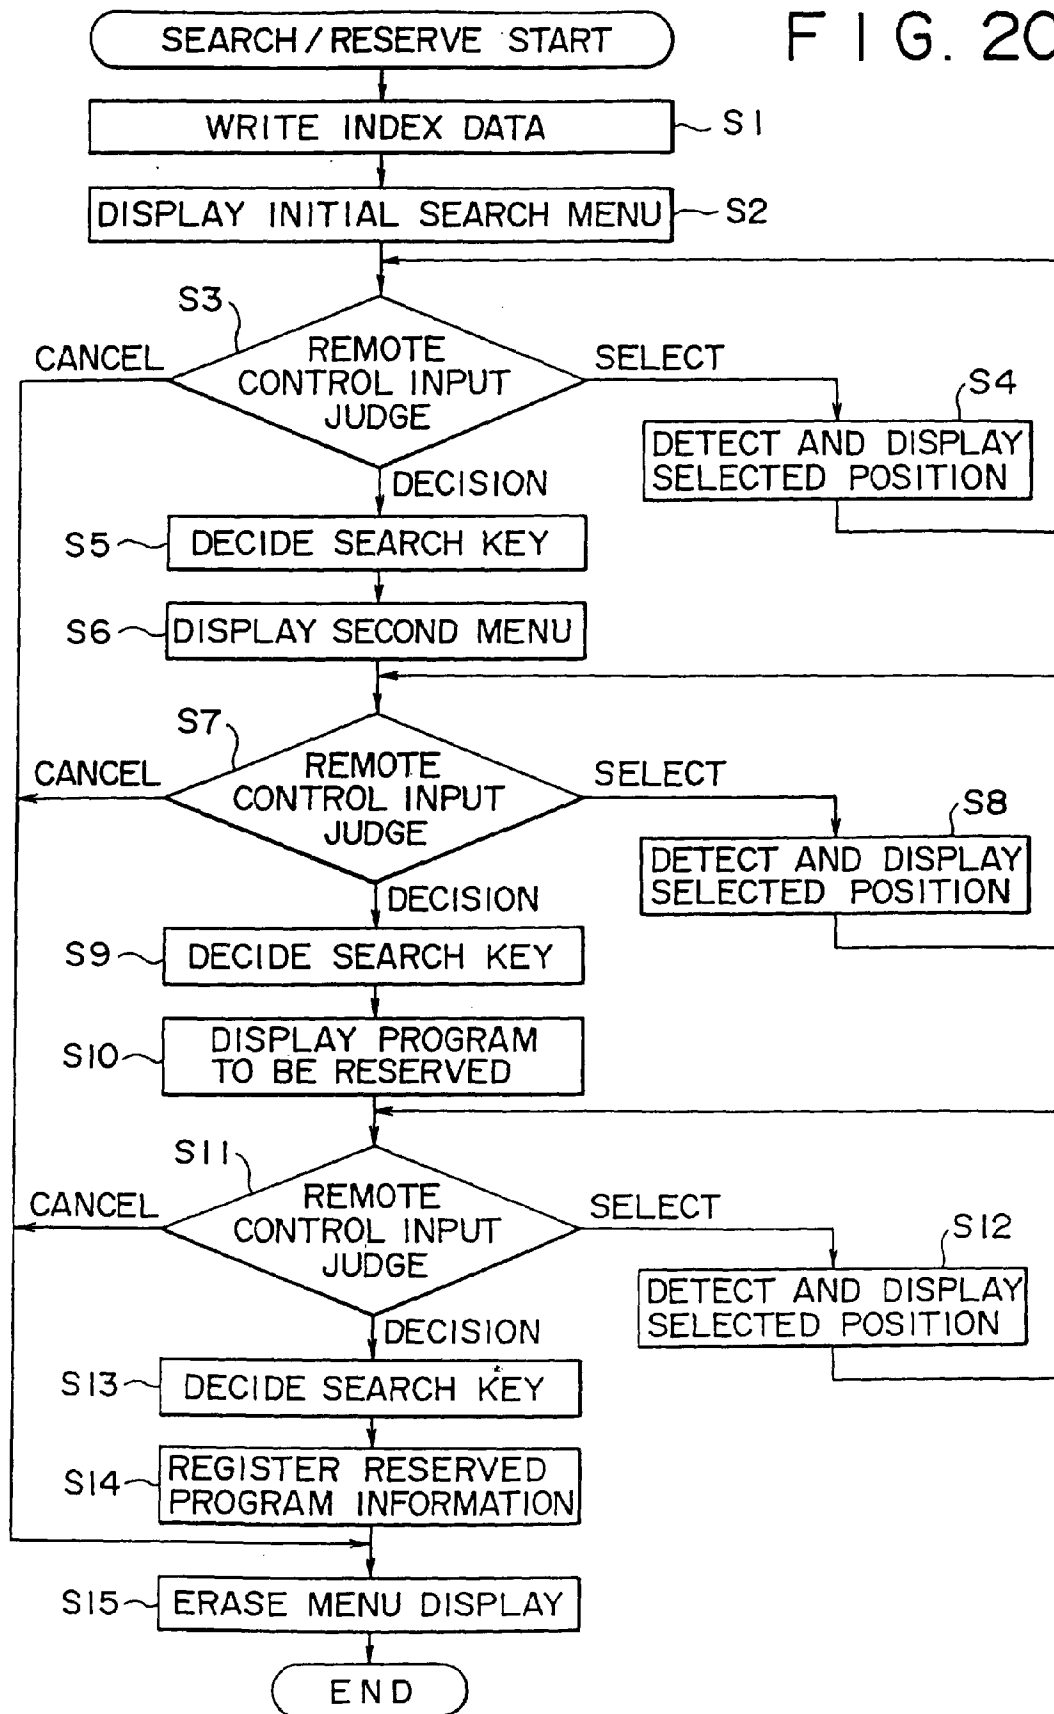 SEARCH/RESERVE START
FIG. 20
WRITE INDEX DATA
S1
DISPLAY INITIAL SEARCH MENU
S2
S3
CANCEL
REMOTE
CONTROL INPUT
JUDGE
SELECT
S4
DETECT AND DISPLAY
SELECTED POSITION
DECISION
S5
DECIDE SEARCH KEY
S6
DISPLAY SECOND MENU
S7
CANCEL
REMOTE
CONTROL INPUT
JUDGE
SELECT
S8
DETECT AND DISPLAY
SELECTED POSITION
DECISION
S9
DECIDE SEARCH KEY
S10
DISPLAY PROGRAM
TO BE RESERVED
S11
CANCEL
REMOTE
CONTROL INPUT
JUDGE
SELECT
S12
DETECT AND DISPLAY
SELECTED POSITION
DECISION
S13
DECIDE SEARCH KEY
S14
REGISTER RESERVED
PROGRAM INFORMATION
S15
ERASE MENU DISPLAY
END